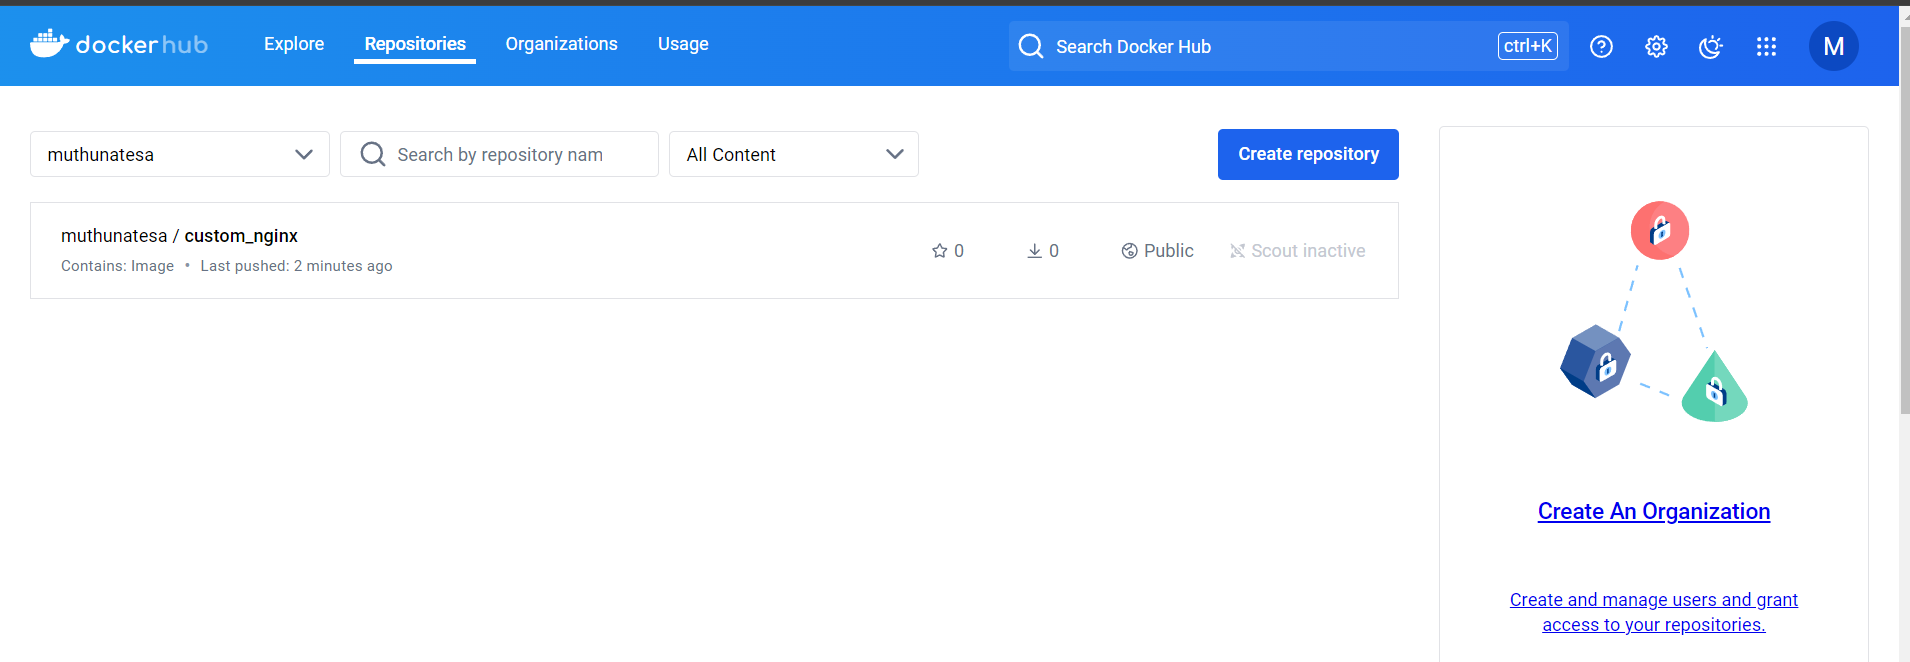 docker hub
Explore
Repositories
Organizations
Usage
Search Docker Hub
ctrl+K
M
muthunatesa
Search by repository nam
All Content
Create repository
muthunatesa / custom_nginx
0
0
Public
Scout inactive
Contains: Image • Last pushed: 2 minutes ago
Create An Organization
Create and manage users and grant
access to your repositories.